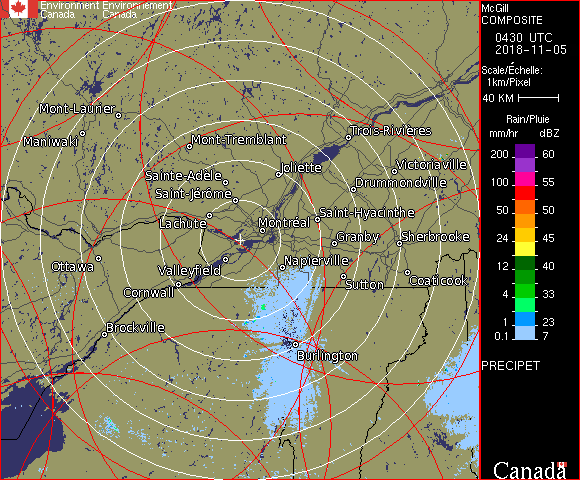 Environment Environnement
Canada Canada
McGill
COMPOSITE
0430 UTC
2018-11-05
Scale/Échelle:
1km/Pixel
40 KM
Rain/Pluie
mm/hr dBZ
200 60
150 57
100 55
50 50
24 45
12 40
4 33
1 23
0.1 7
PRECIPET
Canada
Mont-Laurier
Maniwaki
Mont-Tremblant
Trois-Rivières
Joliette
Victoriaville
Sainte-Adèle
Drummondville
Saint-Jérôme
Saint-Hyacinthe
Lachute
Montréal
Granby
Sherbrooke
Ottawa
Valleyfield
Napierville
Cornwall
Sutton
Coaticook
Brockville
Burlington